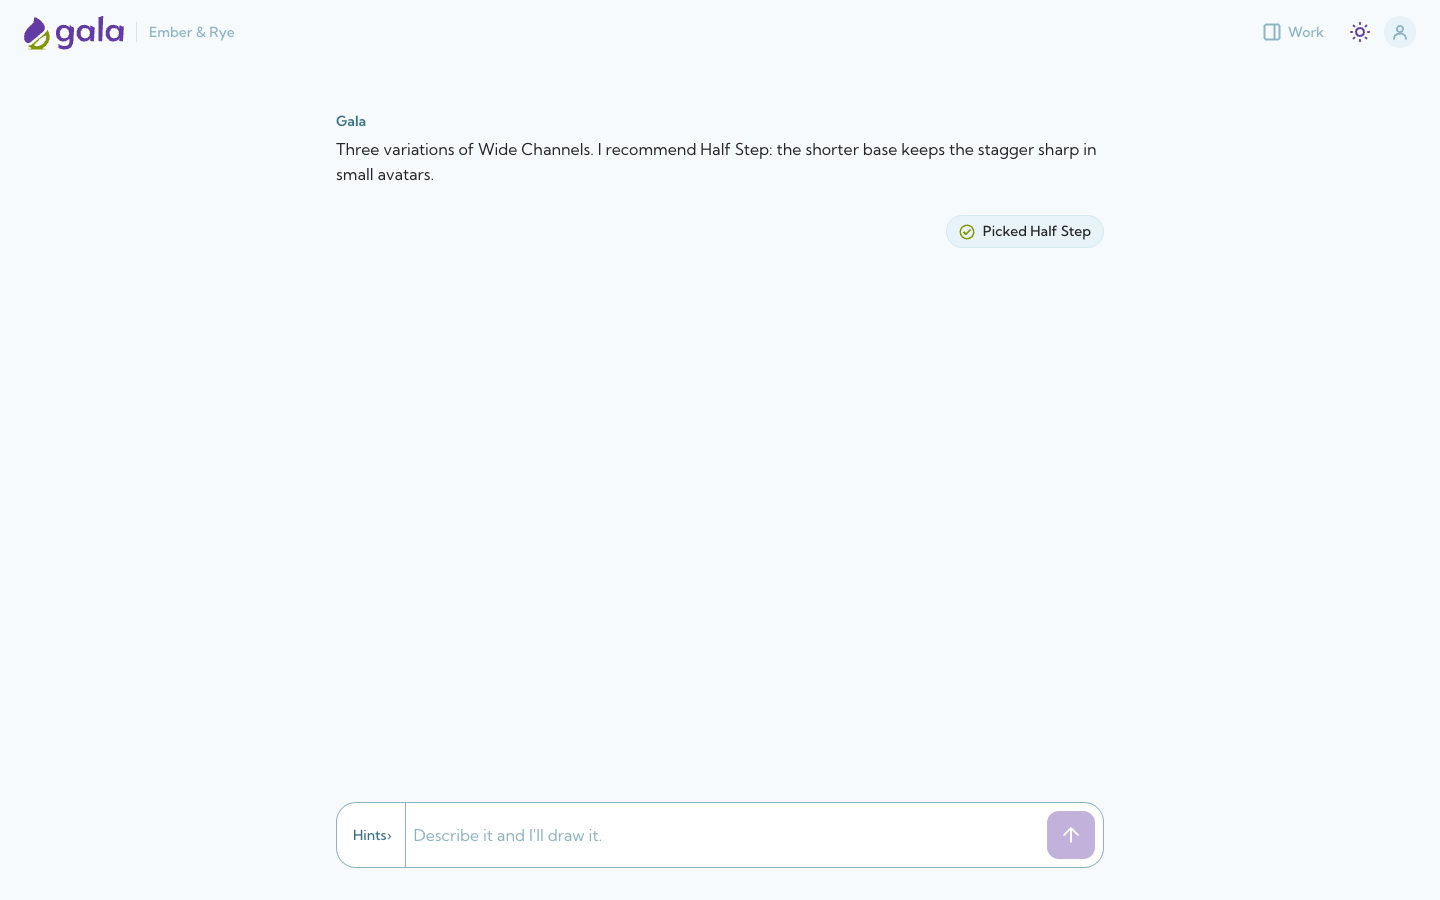 gala
Ember & Rye
Work
Gala
Three variations of Wide Channels. I recommend Half Step: the shorter base keeps the stagger sharp in
small avatars.
Picked Half Step
Hints›
Describe it and I'll draw it.